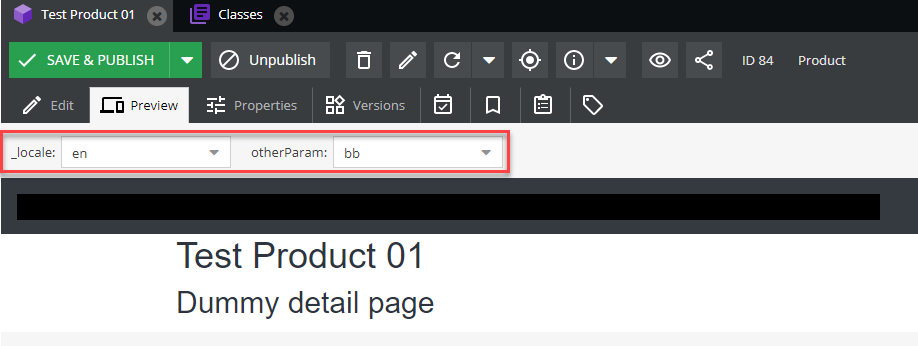 Test Product 01 Classes
SAVE & PUBLISH Unpublish ID 84 Product
Edit Preview Properties Versions
_locale: en otherParam: bb
Test Product 01
Dummy detail page